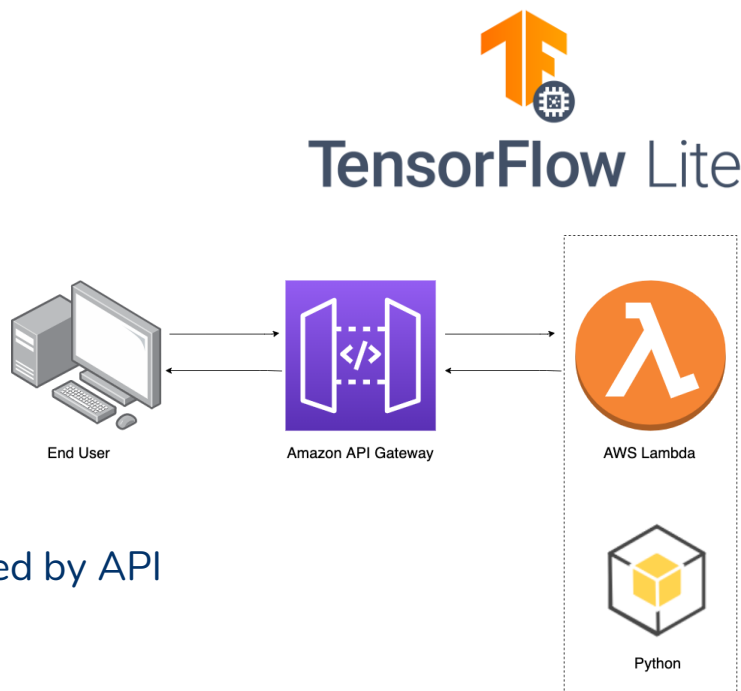 TensorFlow Lite
</>
End User
Amazon API Gateway
AWS Lambda
ed by API
Python